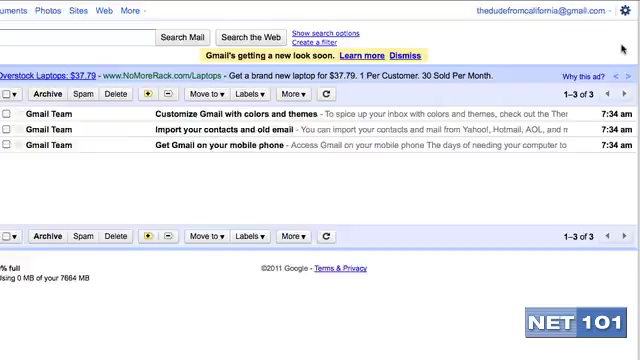 uments Photos Sites Web More thedudefromcalifornia@gmail.com
Search Mail Search the Web Show search options
Create a filter
Gmail's getting a new look soon. Learn more Dismiss
Overstock Laptops: $37.79 - www.NoMoreRack.com/Laptops - Get a brand new laptop for $37.79. 1 Per Customer. 30 Sold Per Month. Why this ad? < >
Archive Spam Delete Move to Labels More 1–3 of 3
Gmail Team Customize Gmail with colors and themes - To spice up your inbox with colors and themes, check out the Ther 7:34 am
Gmail Team Import your contacts and old email - You can import your contacts and mail from Yahoo!, Hotmail, AOL, and m 7:34 am
Gmail Team Get Gmail on your mobile phone - Access Gmail on your mobile phone The days of needing your computer to 7:34 am
Archive Spam Delete Move to Labels More 1–3 of 3
% full
Using 0 MB of your 7664 MB
©2011 Google - Terms & Privacy
NET 101